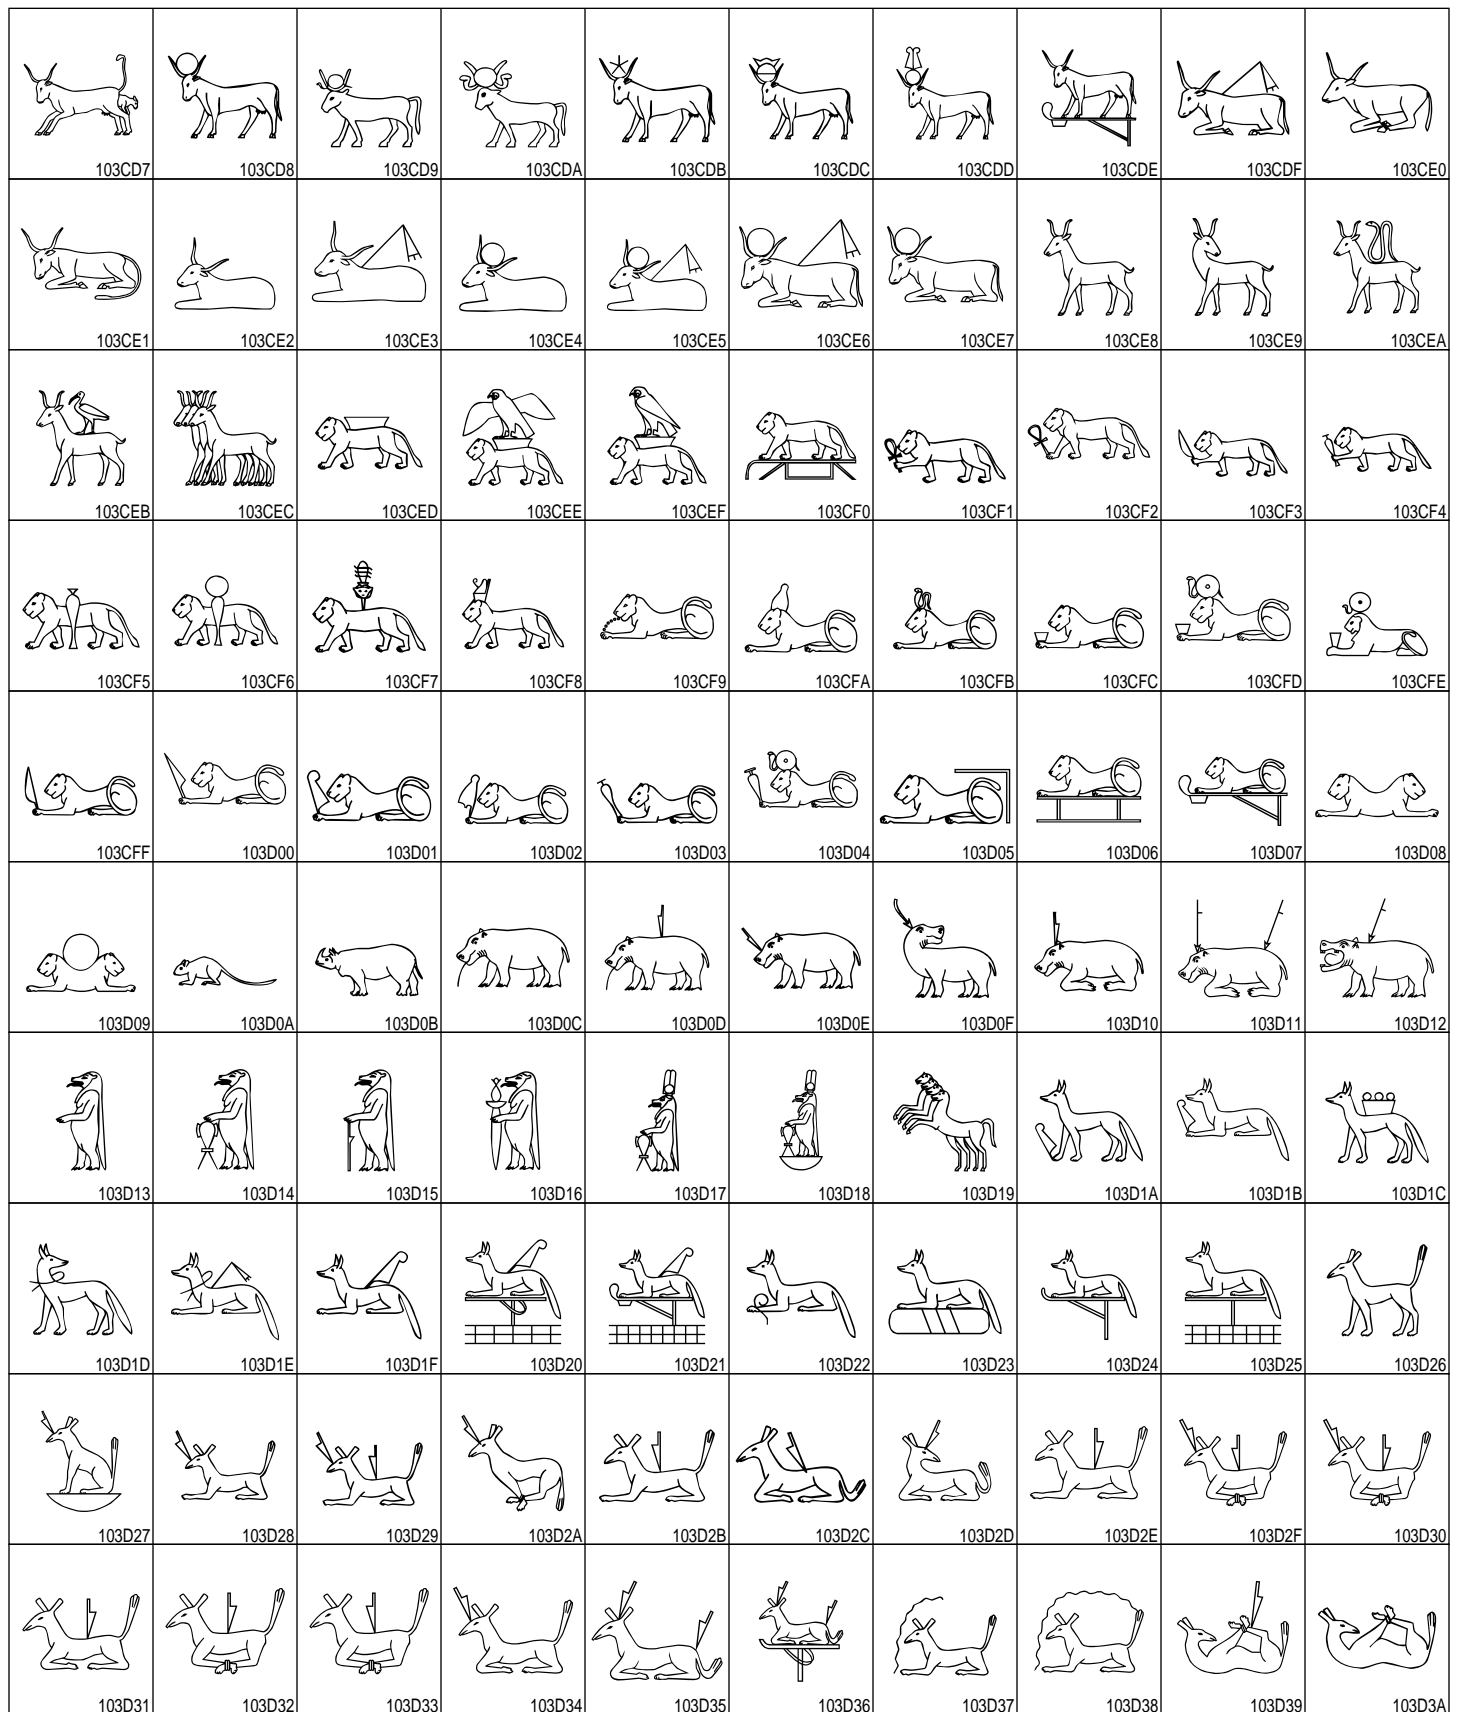 103CD7 103CD8 103CD9 103CDA 103CDB 103CDC 103CDD 103CDE 103CDF 103CE0
103CE1 103CE2 103CE3 103CE4 103CE5 103CE6 103CE7 103CE8 103CE9 103CEA
103CEB 103CEC 103CED 103CEE 103CEF 103CF0 103CF1 103CF2 103CF3 103CF4
103CF5 103CF6 103CF7 103CF8 103CF9 103CFA 103CFB 103CFC 103CFD 103CFE
103CFF 103D00 103D01 103D02 103D03 103D04 103D05 103D06 103D07 103D08
103D09 103D0A 103D0B 103D0C 103D0D 103D0E 103D0F 103D10 103D11 103D12
103D13 103D14 103D15 103D16 103D17 103D18 103D19 103D1A 103D1B 103D1C
103D1D 103D1E 103D1F 103D20 103D21 103D22 103D23 103D24 103D25 103D26
103D27 103D28 103D29 103D2A 103D2B 103D2C 103D2D 103D2E 103D2F 103D30
103D31 103D32 103D33 103D34 103D35 103D36 103D37 103D38 103D39 103D3A